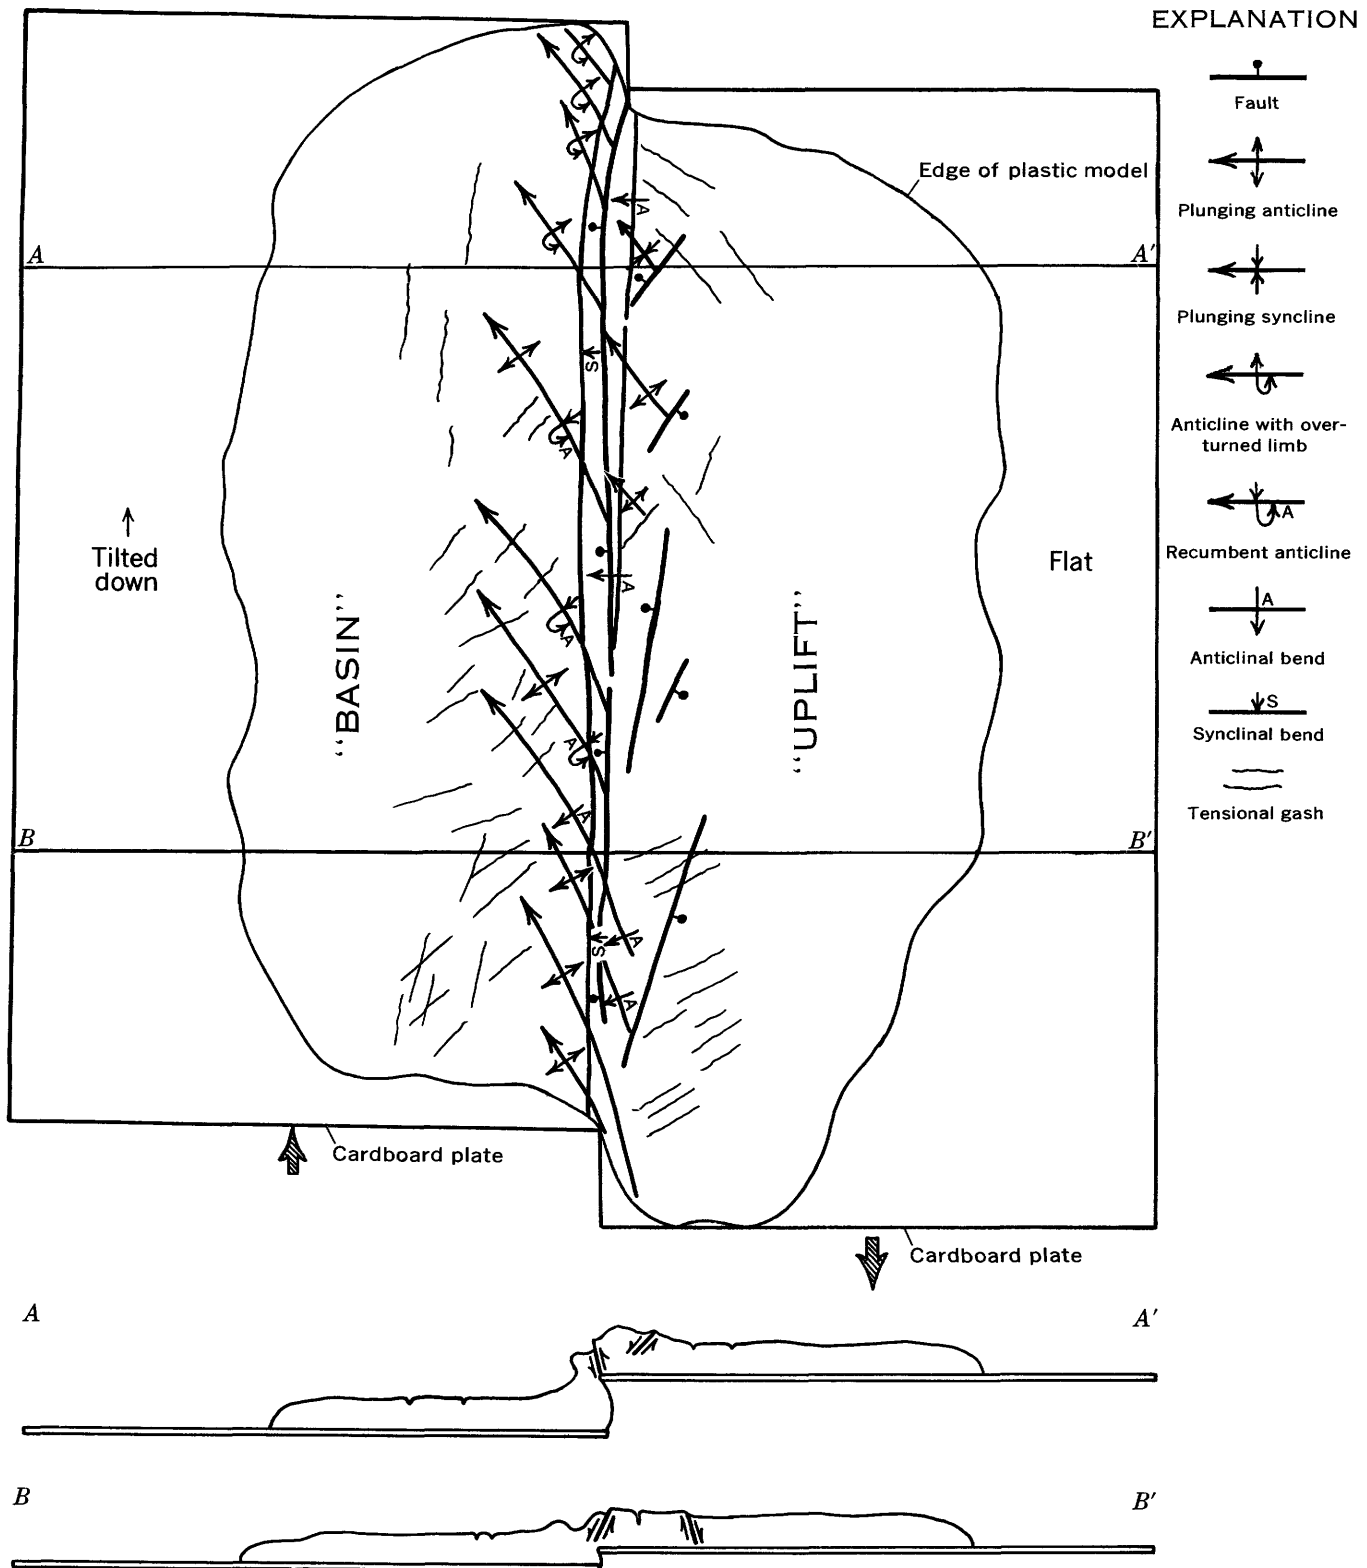 EXPLANATION
Fault
Plunging anticline
Plunging syncline
Anticline with over-
turned limb
A
Recumbent anticline
A
Anticlinal bend
S
Synclinal bend
Tensional gash
Edge of plastic model
A
A
A′
S
A
Tilted
down
Flat
A
A
"BASIN"
"UPLIFT"
A
A
B
B′
A
S
A
Cardboard plate
Cardboard plate
A
A′
B
B′